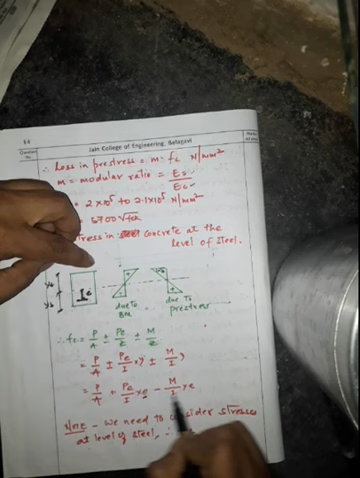 34
Jain College of Engineering, Belagavi
∴ Loss in prestress = m· fc N/mm²
m = modular ratio = Es/Ec
= 2×10⁵ to 2.1×10⁵ N/mm²
5700√fck
stress in concrete at the
level of steel.
due to BM
due to prestress
∴ fc = P/A ± Pe/Z ± M/Z
= P/A ± Pe/I × y ± M/I y
= P/A + Pe/I × e − M/I × e
NOTE - we need to consider stresses
at level of steel,